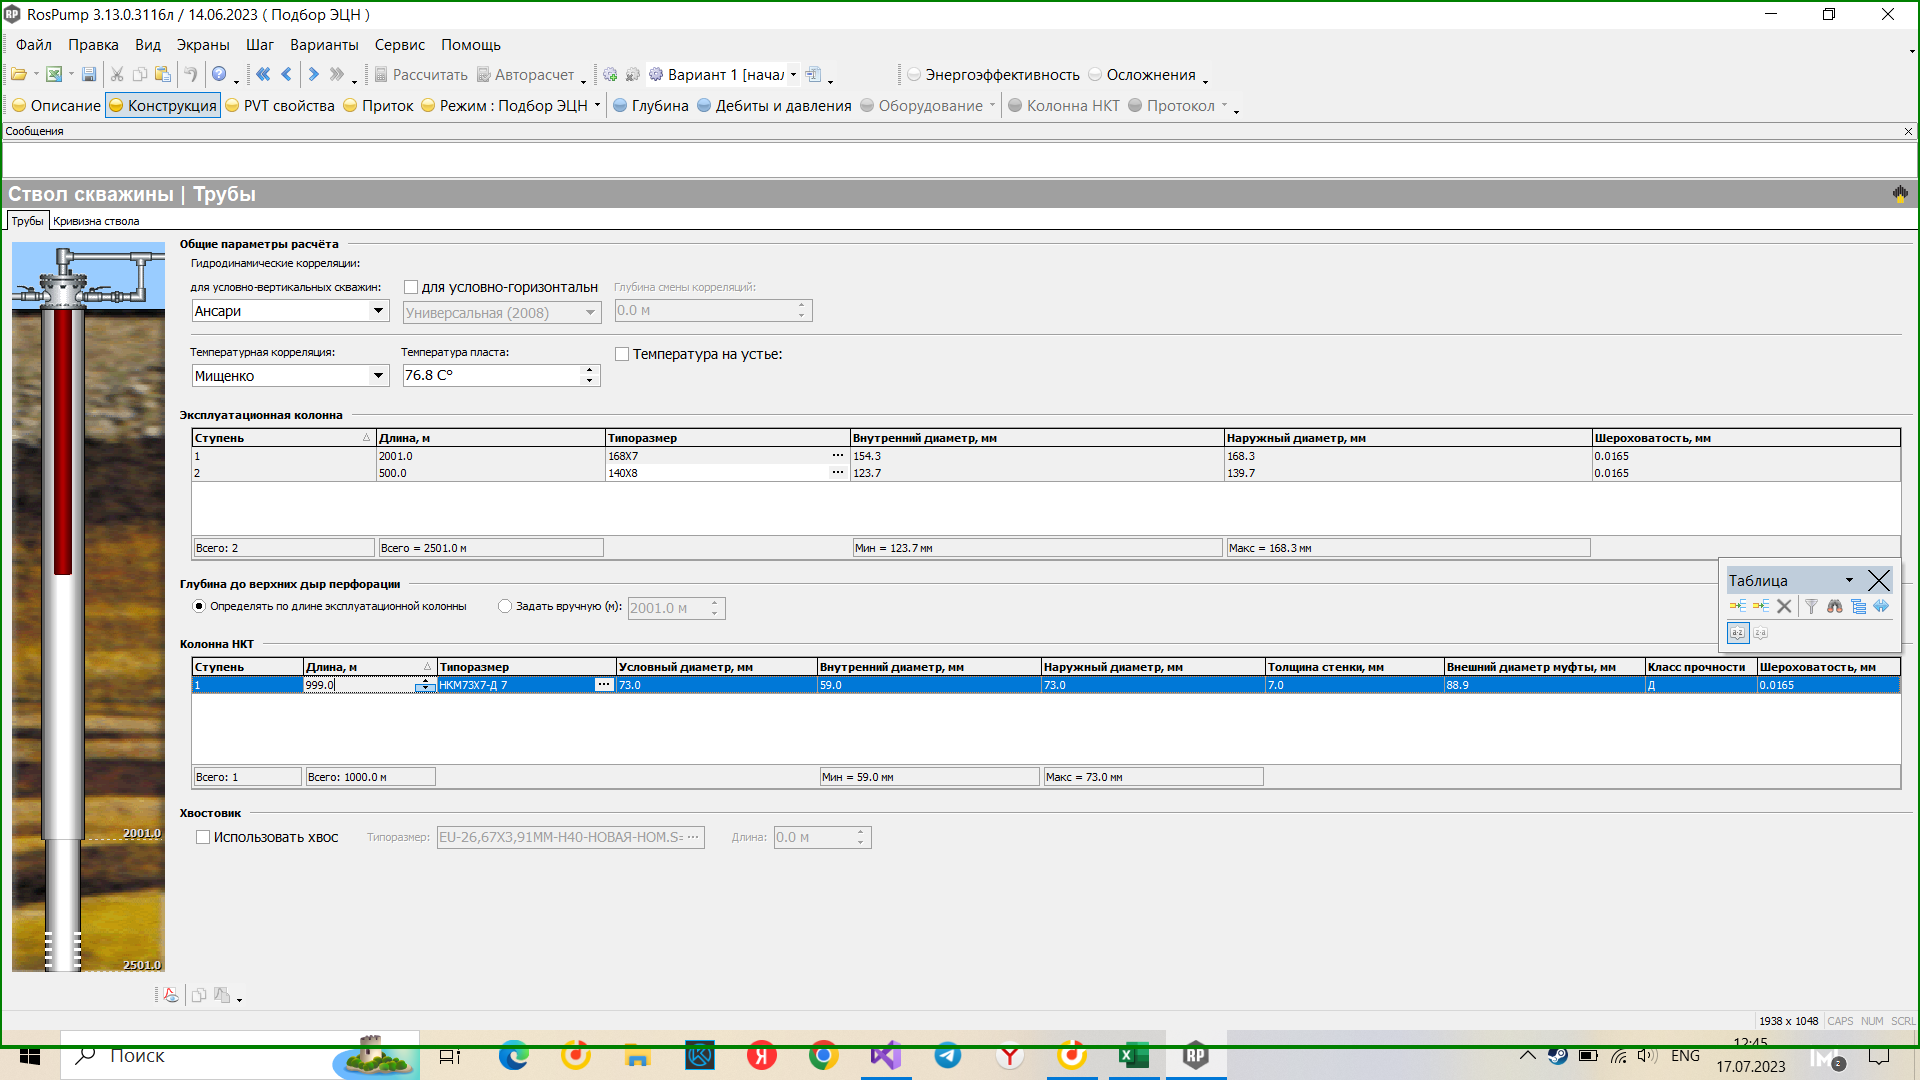 RosPump 3.13.0.3116л / 14.06.2023 ( Подбор ЭЦН )
Файл Правка Вид Экраны Шаг Варианты Сервис Помощь
Рассчитать Авторасчет Вариант 1 [начал Энергоэффективность Осложнения
Описание Конструкция PVT свойства Приток Режим : Подбор ЭЦН Глубина Дебиты и давления Оборудование Колонна НКТ Протокол
Сообщения
Ствол скважины | Трубы
Трубы Кривизна ствола
Общие параметры расчёта
Гидродинамические корреляции:
для условно-вертикальных скважин: для условно-горизонтальн Глубина смены корреляций:
Ансари Универсальная (2008) 0.0 м
Температурная корреляция: Температура пласта: Температура на устье:
Мищенко 76.8 C°
Эксплуатационная колонна
Ступень Длина, м Типоразмер Внутренний диаметр, мм Наружный диаметр, мм Шероховатость, мм
1 2001.0 168X7 ... 154.3 168.3 0.0165
2 500.0 140X8 ... 123.7 139.7 0.0165
Всего: 2 Всего = 2501.0 м Мин = 123.7 мм Макс = 168.3 мм
Глубина до верхних дыр перфорации
Определять по длине эксплуатационной колонны Задать вручную (м): 2001.0 м
Таблица
Колонна НКТ
Ступень Длина, м Типоразмер Условный диаметр, мм Внутренний диаметр, мм Наружный диаметр, мм Толщина стенки, мм Внешний диаметр муфты, мм Класс прочности Шероховатость, мм
1 999.0 НКМ73X7-Д 7 ... 73.0 59.0 73.0 7.0 88.9 Д 0.0165
Всего: 1 Всего: 1000.0 м Мин = 59.0 мм Макс = 73.0 мм
Хвостовик
Использовать хвос Типоразмер: EU-26,67X3,91ММ-H40-НОВАЯ-НОМ.S= ... Длина: 0.0 м
2001.0
2501.0
1938 x 1048 CAPS NUM SCRL
Поиск
ENG
12:45
17.07.2023
2